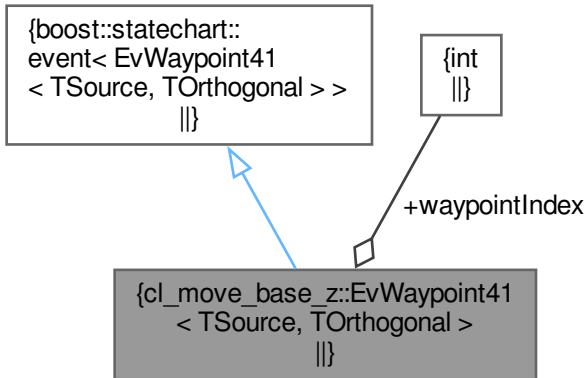 {boost::statechart::
event< EvWaypoint41
< TSource, TOrthogonal > >
||}
{int
||}
+waypointIndex
{cl_move_base_z::EvWaypoint41
< TSource, TOrthogonal >
||}